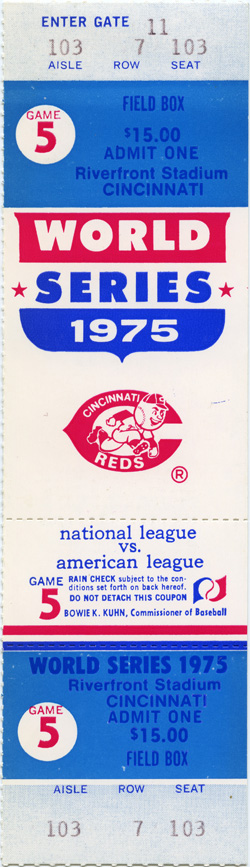 ENTER GATE 11
103 7 103
AISLE ROW SEAT
GAME
5
FIELD BOX
$15.00
ADMIT ONE
Riverfront Stadium
CINCINNATI
WORLD
SERIES
1975
CINCINNATI
REDS
®
national league
vs.
american league
GAME
5
RAIN CHECK subject to the con-
ditions set forth on back hereof.
DO NOT DETACH THIS COUPON
BOWIE K. KUHN, Commissioner of Baseball
WORLD SERIES 1975
Riverfront Stadium
CINCINNATI
ADMIT ONE
$15.00
FIELD BOX
GAME
5
AISLE ROW SEAT
103 7 103